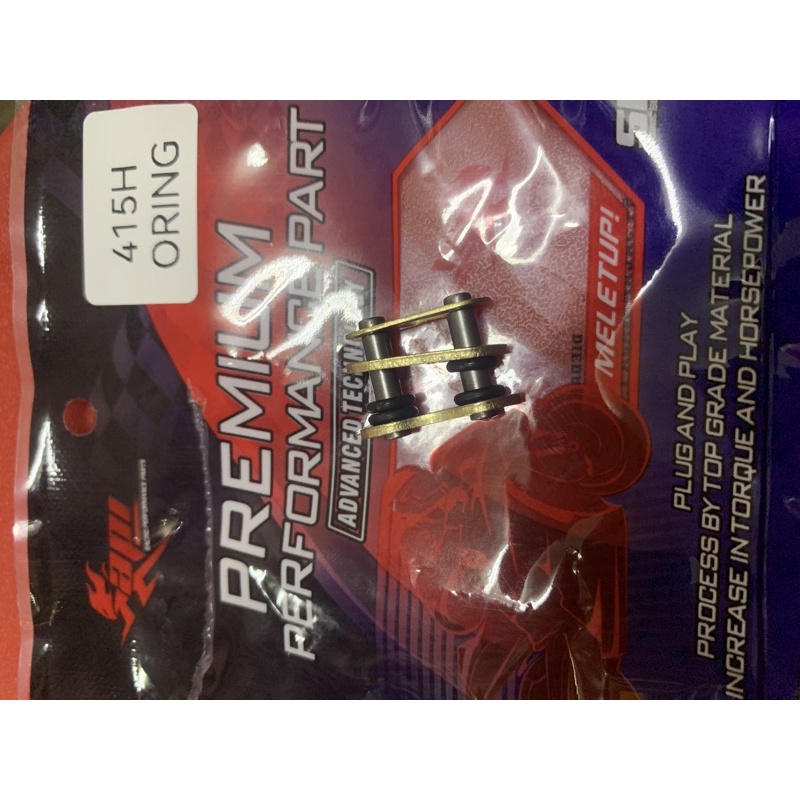 415H
ORING
PREMIUM
PERFORMANCE PART
ADVANCED TECHN
MELETUP!
PLUG AND PLAY
PROCESS BY TOP GRADE MATERIAL
INCREASE IN TORQUE AND HORSEPOWER